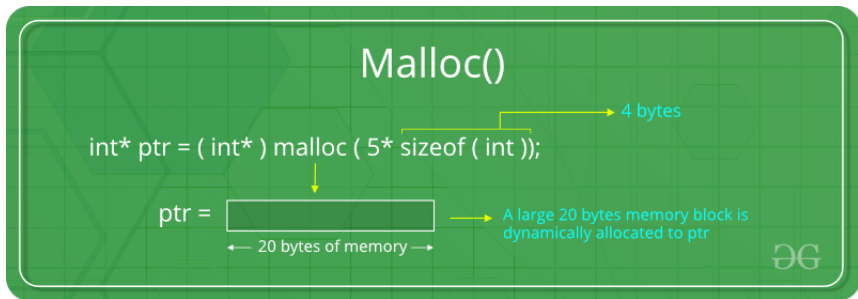 Malloc()
4 bytes
int* ptr = ( int* ) malloc ( 5* sizeof ( int ));
ptr =
A large 20 bytes memory block is
dynamically allocated to ptr
20 bytes of memory